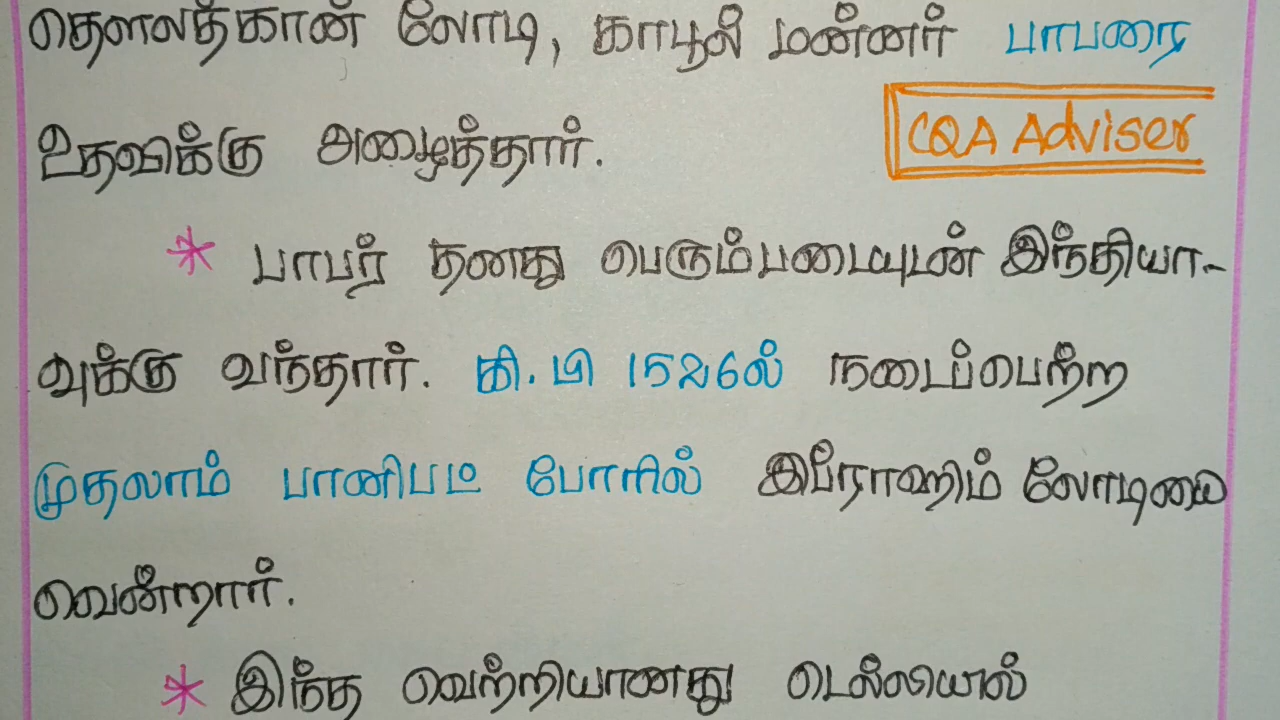 தௌலத்கான் லோடி, காபூல் மன்னர் பாபரை
CQA Adviser
உதவிக்கு அழைத்தார்.
* பாபர் தனது பெரும்படையுடன் இந்தியா-
வுக்கு வந்தார். கி.பி 1526ல் நடைப்பெற்ற
முதலாம் பானிபட் போரில் இப்ராஹிம் லோடியை
வென்றார்.
* இந்த வெற்றியானது டெல்லியில்